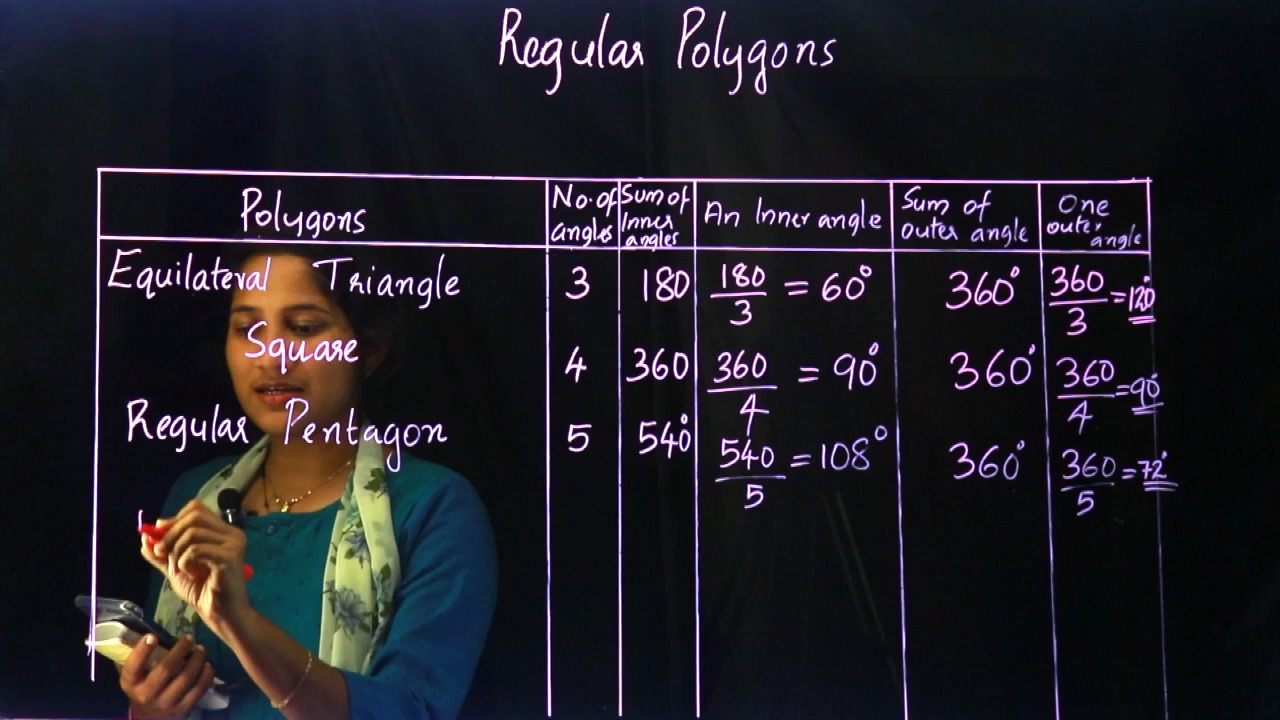 Regular Polygons
Polygons No. of angles Sum of Inner angles An Inner angle Sum of outer angle One outer angle
Equilateral Triangle 3 180 180/3 = 60° 360° 360/3 = 120°
Square 4 360 360/4 = 90° 360° 360/4 = 90°
Regular Pentagon 5 540° 540/5 = 108° 360° 360/5 = 72°